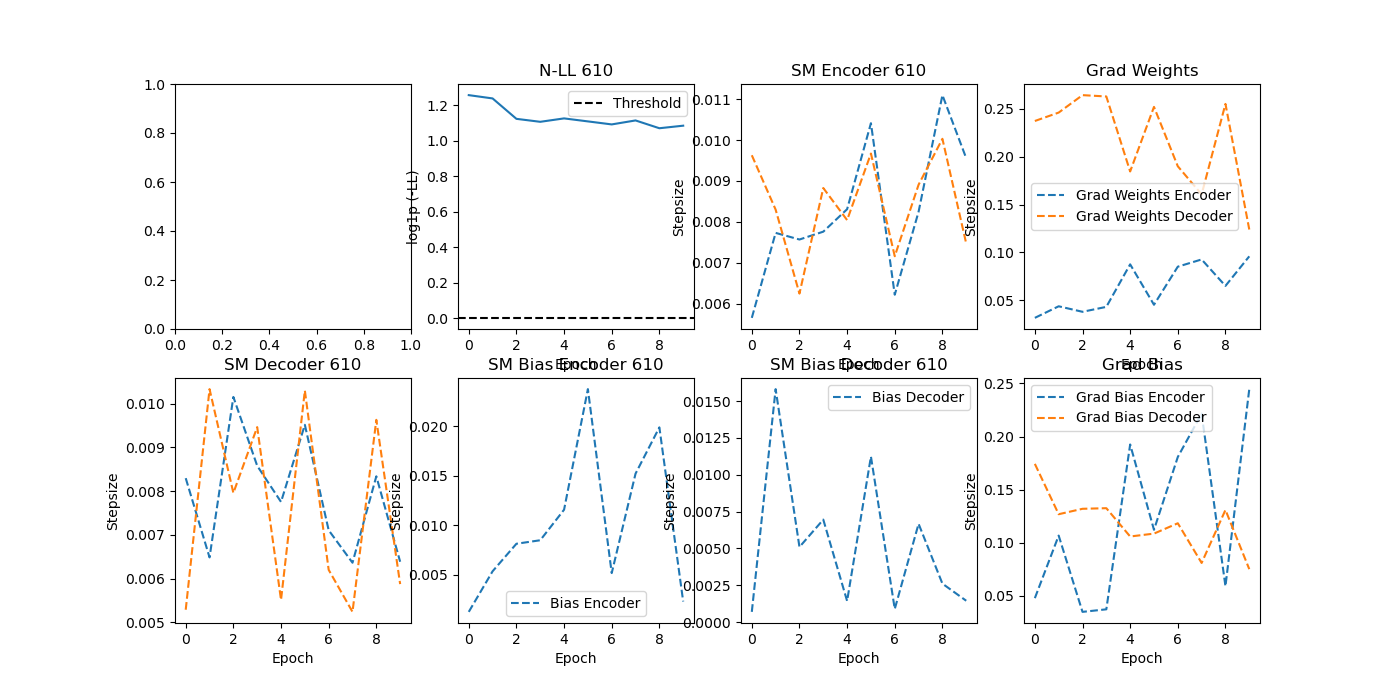 N-LL 610
SM Encoder 610
Grad Weights
1.0
0.8
0.6
0.4
0.2
0.0
0.0 0.2 0.4 0.6 0.8 1.0
log1p (-LL)
1.2
1.0
0.8
0.6
0.4
0.2
0.0
Threshold
0 2 4 6 8
Epoch
Stepsize
0.011
0.010
0.009
0.008
0.007
0.006
0 2 4 6 8
Epoch
Stepsize
0.25
0.20
0.15
0.10
0.05
Grad Weights Encoder
Grad Weights Decoder
0 2 4 6 8
Epoch
SM Decoder 610
SM Bias Encoder 610
SM Bias Decoder 610
Grad Bias
Stepsize
0.010
0.009
0.008
0.007
0.006
0.005
0 2 4 6 8
Epoch
Stepsize
0.020
0.015
0.010
0.005
Bias Encoder
0 2 4 6 8
Epoch
Stepsize
0.0150
0.0125
0.0100
0.0075
0.0050
0.0025
0.0000
Bias Decoder
0 2 4 6 8
Epoch
Stepsize
0.25
0.20
0.15
0.10
0.05
Grad Bias Encoder
Grad Bias Decoder
0 2 4 6 8
Epoch